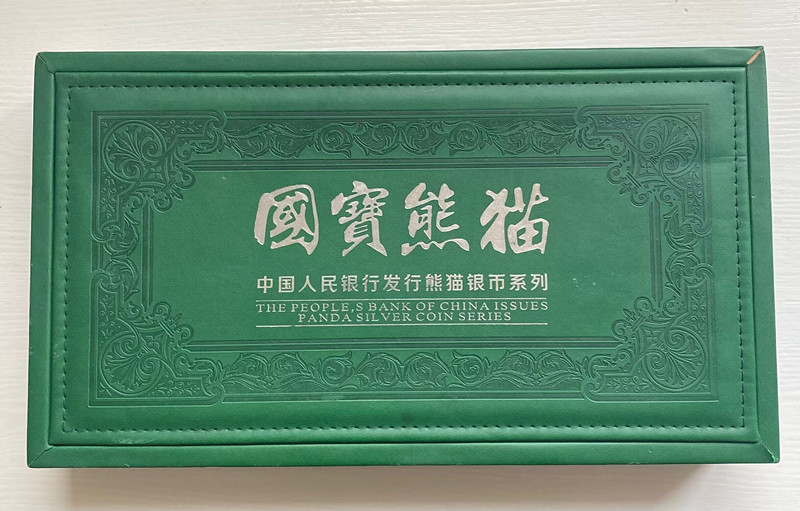 國寶熊猫
中国人民银行发行熊猫银币系列
THE PEOPLE,S BANK OF CHINA ISSUES
PANDA SILVER COIN SERIES